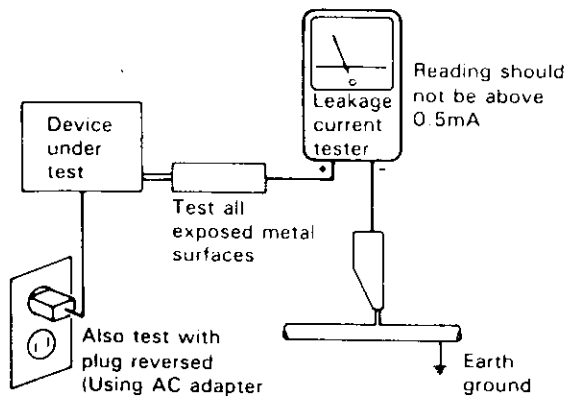 Device
under
test
Leakage
current
tester
+ -
Reading should
not be above
0.5mA
Test all
exposed metal
surfaces
Also test with
plug reversed
(Using AC adapter
Earth
ground